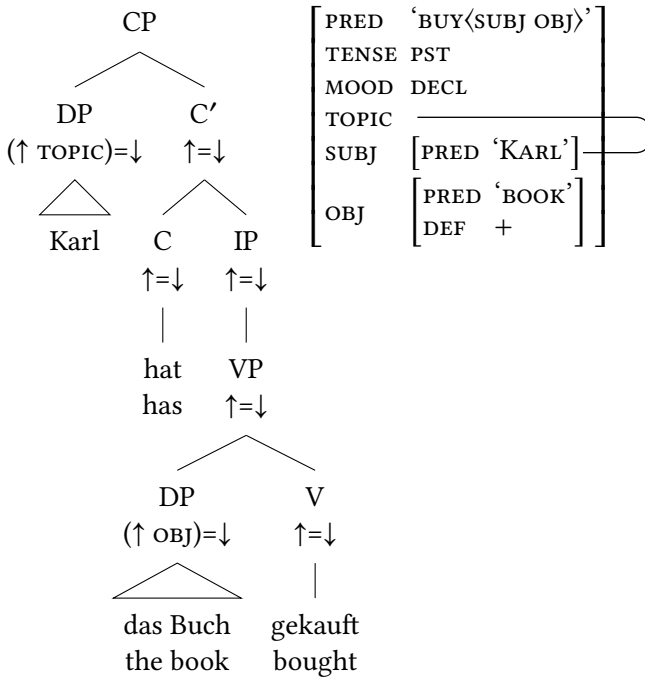 CP
DP C′
(↑ TOPIC)=↓ ↑=↓
Karl C IP
↑=↓ ↑=↓
hat VP
has ↑=↓
DP V
(↑ OBJ)=↓ ↑=↓
das Buch gekauft
the book bought
PRED ‘BUY⟨SUBJ OBJ⟩’
TENSE PST
MOOD DECL
TOPIC
SUBJ [PRED ‘KARL’]
PRED ‘BOOK’
OBJ
DEF +